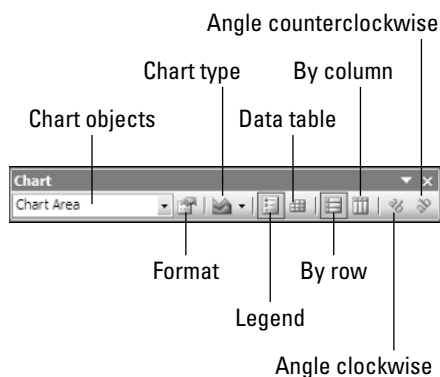 Angle counterclockwise
Chart type
By column
Chart objects
Data table
Chart
Chart Area
Format
By row
Legend
Angle clockwise